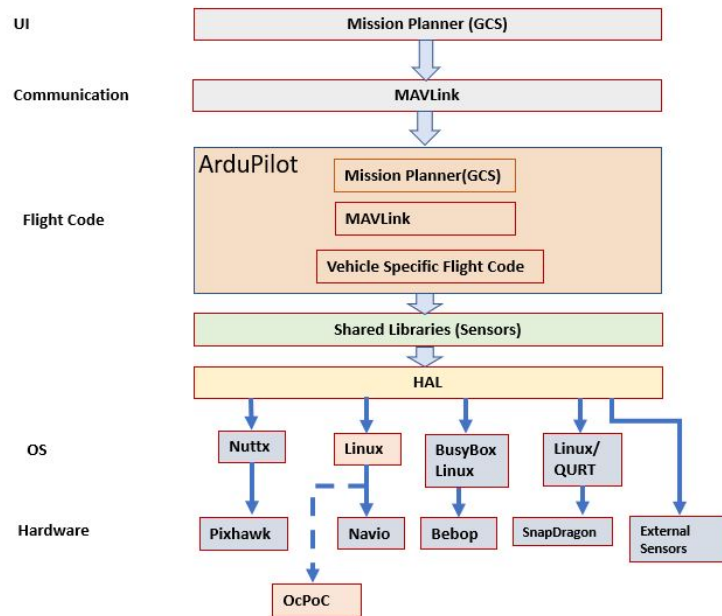 UI
Mission Planner (GCS)
Communication
MAVLink
ArduPilot
Mission Planner(GCS)
Flight Code
MAVLink
Vehicle Specific Flight Code
Shared Libraries (Sensors)
HAL
OS
Nuttx
Linux
BusyBox
Linux
Linux/
QURT
Hardware
Pixhawk
Navio
Bebop
SnapDragon
External
Sensors
OcPoC